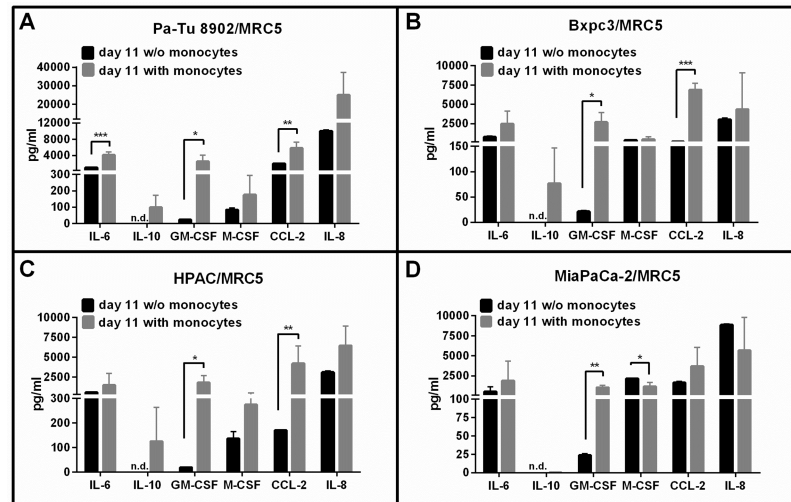 A
Pa-Tu 8902/MRC5
day 11 w/o monocytes
day 11 with monocytes
pg/ml
40000
30000
20000
10000
12000
8000
4000
300
200
100
0
***
*
**
n.d.
IL-6 IL-10 GM-CSF M-CSF CCL-2 IL-8
B
Bxpc3/MRC5
day 11 w/o monocytes
day 11 with monocytes
pg/ml
10000
7500
5000
2500
150
100
50
0
*
***
n.d.
IL-6 IL-10 GM-CSF M-CSF CCL-2 IL-8
C
HPAC/MRC5
day 11 w/o monocytes
day 11 with monocytes
pg/ml
10000
7500
5000
2500
300
200
100
0
*
**
n.d.
IL-6 IL-10 GM-CSF M-CSF CCL-2 IL-8
D
MiaPaCa-2/MRC5
day 11 w/o monocytes
day 11 with monocytes
pg/ml
10000
7500
5000
2500
100
75
50
25
0
**
*
n.d.
IL-6 IL-10 GM-CSF M-CSF CCL-2 IL-8